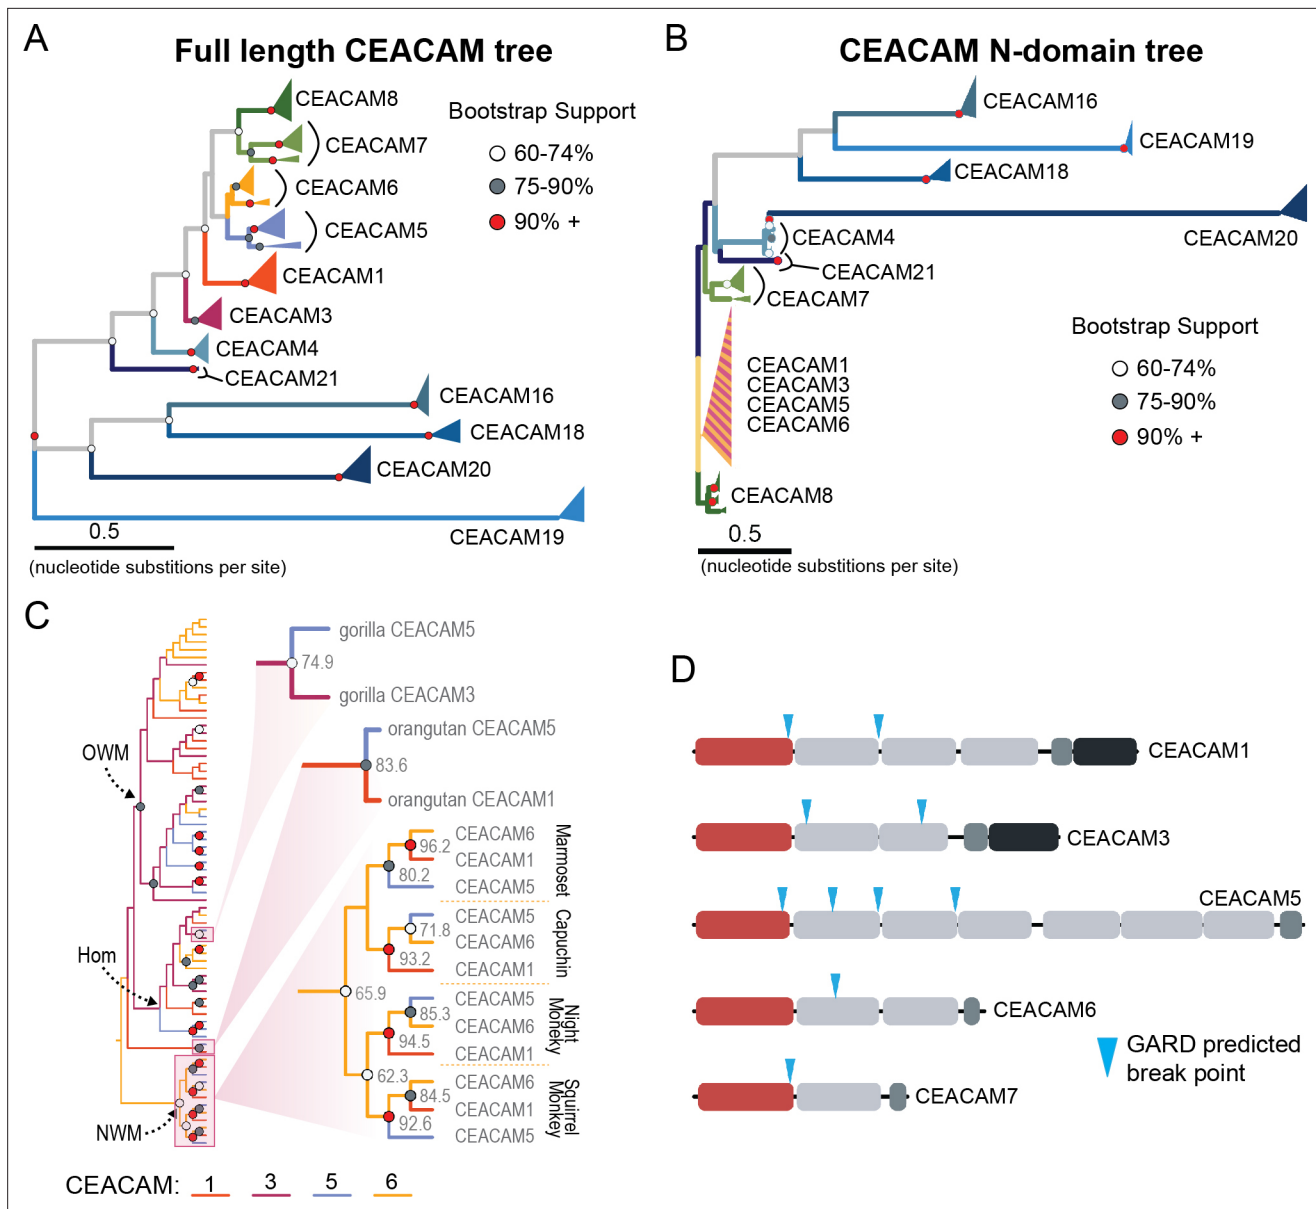 A
Full length CEACAM tree
CEACAM8
CEACAM7
CEACAM6
CEACAM5
CEACAM1
CEACAM3
CEACAM4
CEACAM21
CEACAM16
CEACAM18
CEACAM20
CEACAM19
Bootstrap Support
60-74%
75-90%
90% +
0.5
(nucleotide substitions per site)
B
CEACAM N-domain tree
CEACAM16
CEACAM19
CEACAM18
CEACAM20
CEACAM4
CEACAM21
CEACAM7
CEACAM1
CEACAM3
CEACAM5
CEACAM6
CEACAM8
Bootstrap Support
60-74%
75-90%
90% +
0.5
(nucleotide substitions per site)
C
OWM
Hom
NWM
gorilla CEACAM5
74.9
gorilla CEACAM3
orangutan CEACAM5
83.6
orangutan CEACAM1
CEACAM6
96.2
CEACAM1
80.2
CEACAM5
Marmoset
CEACAM5
71.8
CEACAM6
93.2
CEACAM1
Capuchin
65.9
CEACAM5
85.3
CEACAM6
94.5
CEACAM1
Night
Moneky
62.3
CEACAM6
84.5
CEACAM1
92.6
CEACAM5
Squirrel
Monkey
CEACAM: 1 3 5 6
D
CEACAM1
CEACAM3
CEACAM5
CEACAM6
CEACAM7
GARD predicted
break point